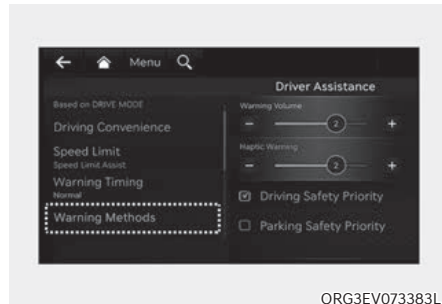 Menu
Driver Assistance
Based on DRIVE MODE
Driving Convenience
Speed Limit
Speed Limit Assist
Warning Timing
Normal
Warning Methods
Warning Volume
- 2 +
Haptic Warning
- 2 +
Driving Safety Priority
Parking Safety Priority
ORG3EV073383L